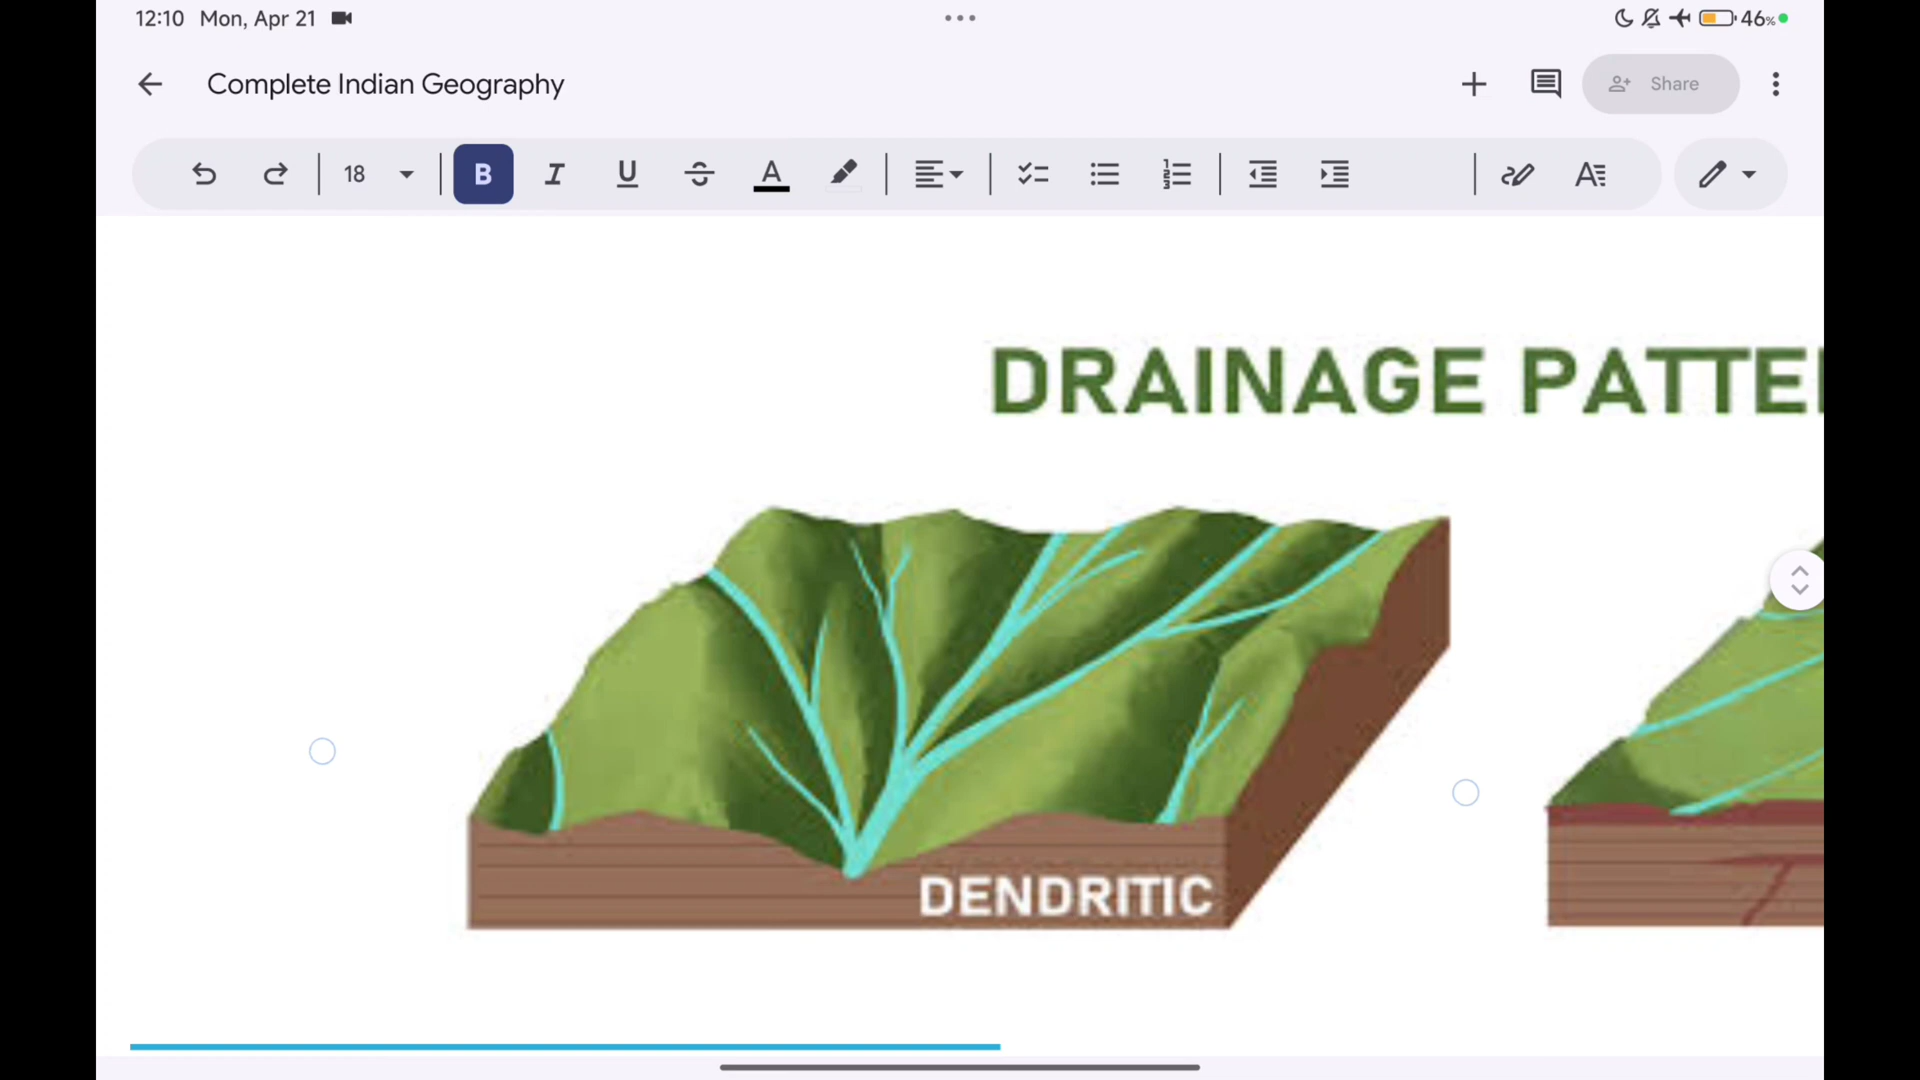 12:10 Mon, Apr 21
46%
Complete Indian Geography
Share
18
B I U S A
DRAINAGE PATTE
DENDRITIC